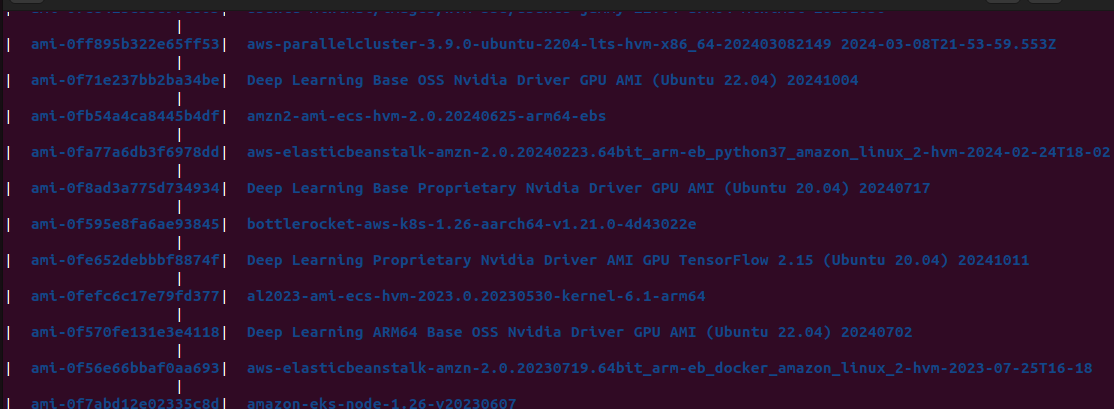 |
| ami-0ff895b322e65ff53| aws-parallelcluster-3.9.0-ubuntu-2204-lts-hvm-x86_64-202403082149 2024-03-08T21-53-59.553Z
|
| ami-0f71e237bb2ba34be| Deep Learning Base OSS Nvidia Driver GPU AMI (Ubuntu 22.04) 20241004
|
| ami-0fb54a4ca8445b4df| amzn2-ami-ecs-hvm-2.0.20240625-arm64-ebs
|
| ami-0fa77a6db3f6978dd| aws-elasticbeanstalk-amzn-2.0.20240223.64bit_arm-eb_python37_amazon_linux_2-hvm-2024-02-24T18-02
|
| ami-0f8ad3a775d734934| Deep Learning Base Proprietary Nvidia Driver GPU AMI (Ubuntu 20.04) 20240717
|
| ami-0f595e8fa6ae93845| bottlerocket-aws-k8s-1.26-aarch64-v1.21.0-4d43022e
|
| ami-0fe652debbbf8874f| Deep Learning Proprietary Nvidia Driver AMI GPU TensorFlow 2.15 (Ubuntu 20.04) 20241011
|
| ami-0fefc6c17e79fd377| al2023-ami-ecs-hvm-2023.0.20230530-kernel-6.1-arm64
|
| ami-0f570fe131e3e4118| Deep Learning ARM64 Base OSS Nvidia Driver GPU AMI (Ubuntu 22.04) 20240702
|
| ami-0f56e66bbaf0aa693| aws-elasticbeanstalk-amzn-2.0.20230719.64bit_arm-eb_docker_amazon_linux_2-hvm-2023-07-25T16-18
|
| ami-0f7abd12e02335c8d| amazon-eks-node-1.26-v20230607